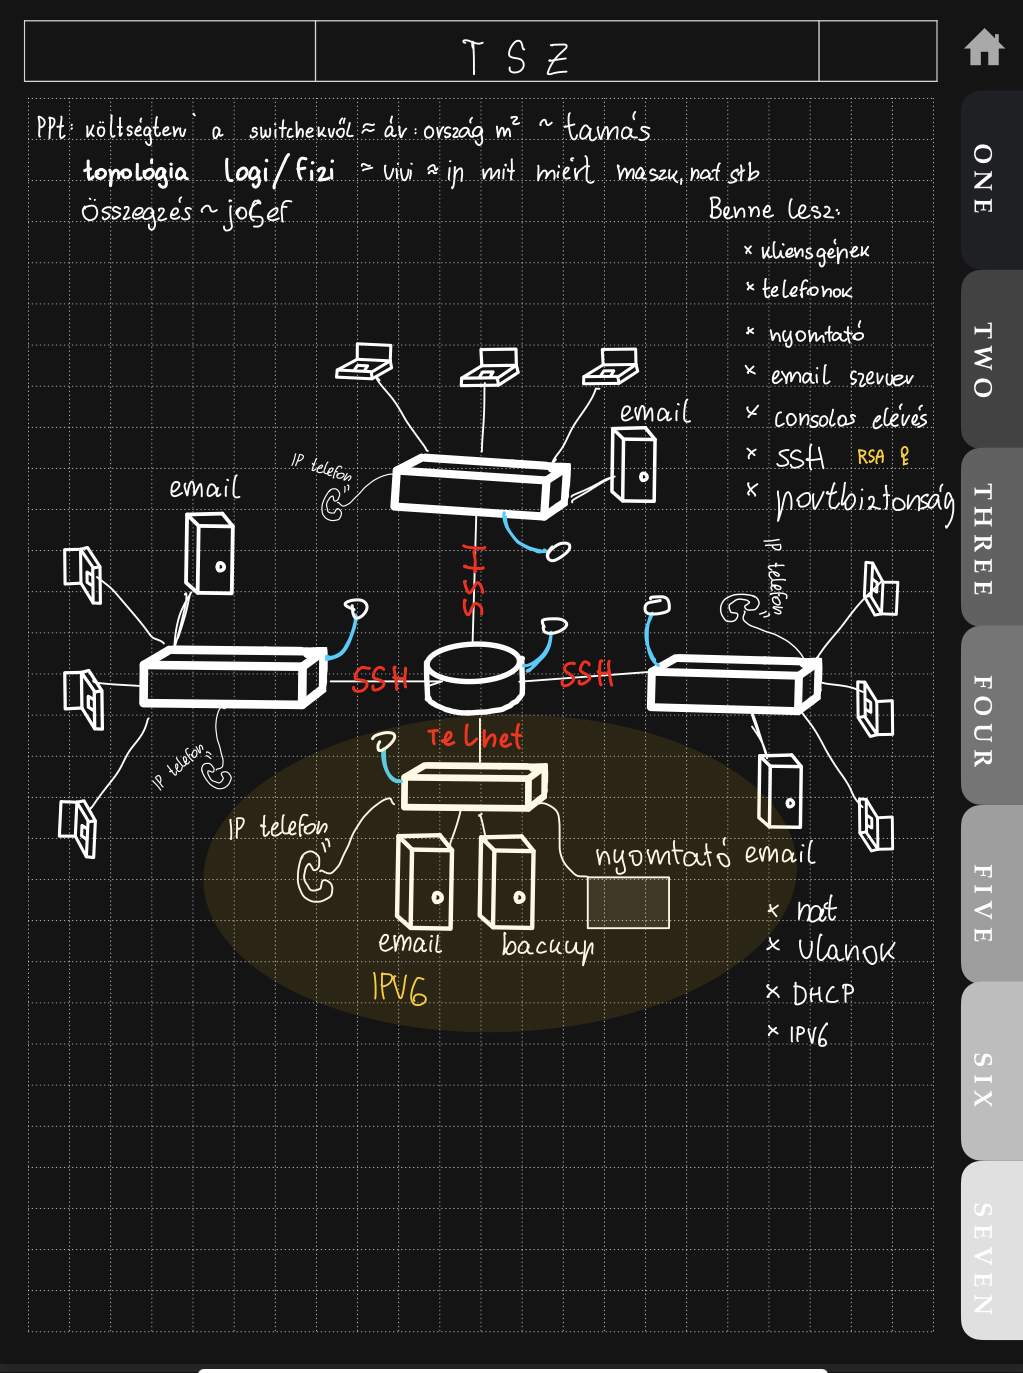 TSZ
PPt: költségterv a switchekről ≈ ár: ország m² ~ tamás
topológia logi/fizi ≈ vivi ≈ ip mit miért maszk, nat stb
összegzés ~ josef
Benne lesz:
× kliensgépek
× telefonok
× nyomtató
× email szerver
× consolos elérés
× SSH RSA
× portbiztonság
email
IP telefon
email
IP telefon
SSH
SSH
SSH
Telnet
IP telefon
IP telefon
nyomtató
email
email
backup
IPV6
× nat
× vlanok
× DHCP
× IPV6
ONE
TWO
THREE
FOUR
FIVE
SIX
SEVEN